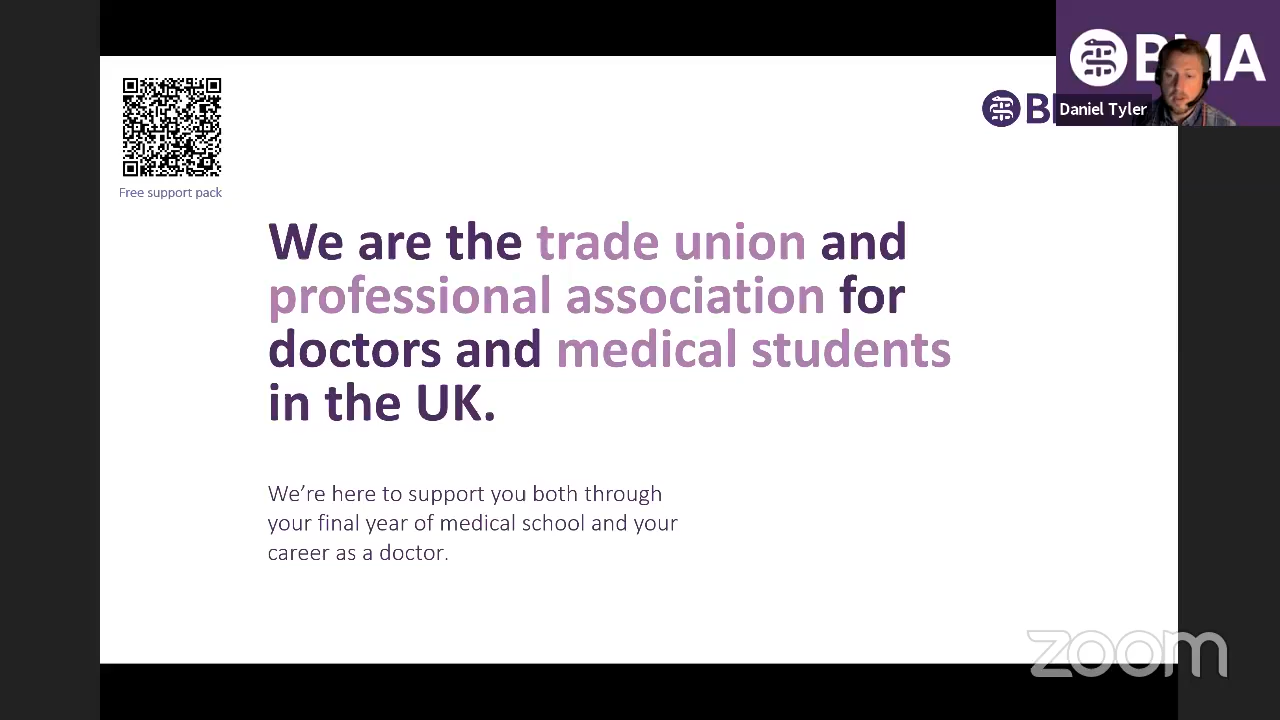 BMA
Daniel Tyler
Free support pack
We are the trade union and
professional association for
doctors and medical students
in the UK.
We're here to support you both through
your final year of medical school and your
career as a doctor.
zoom